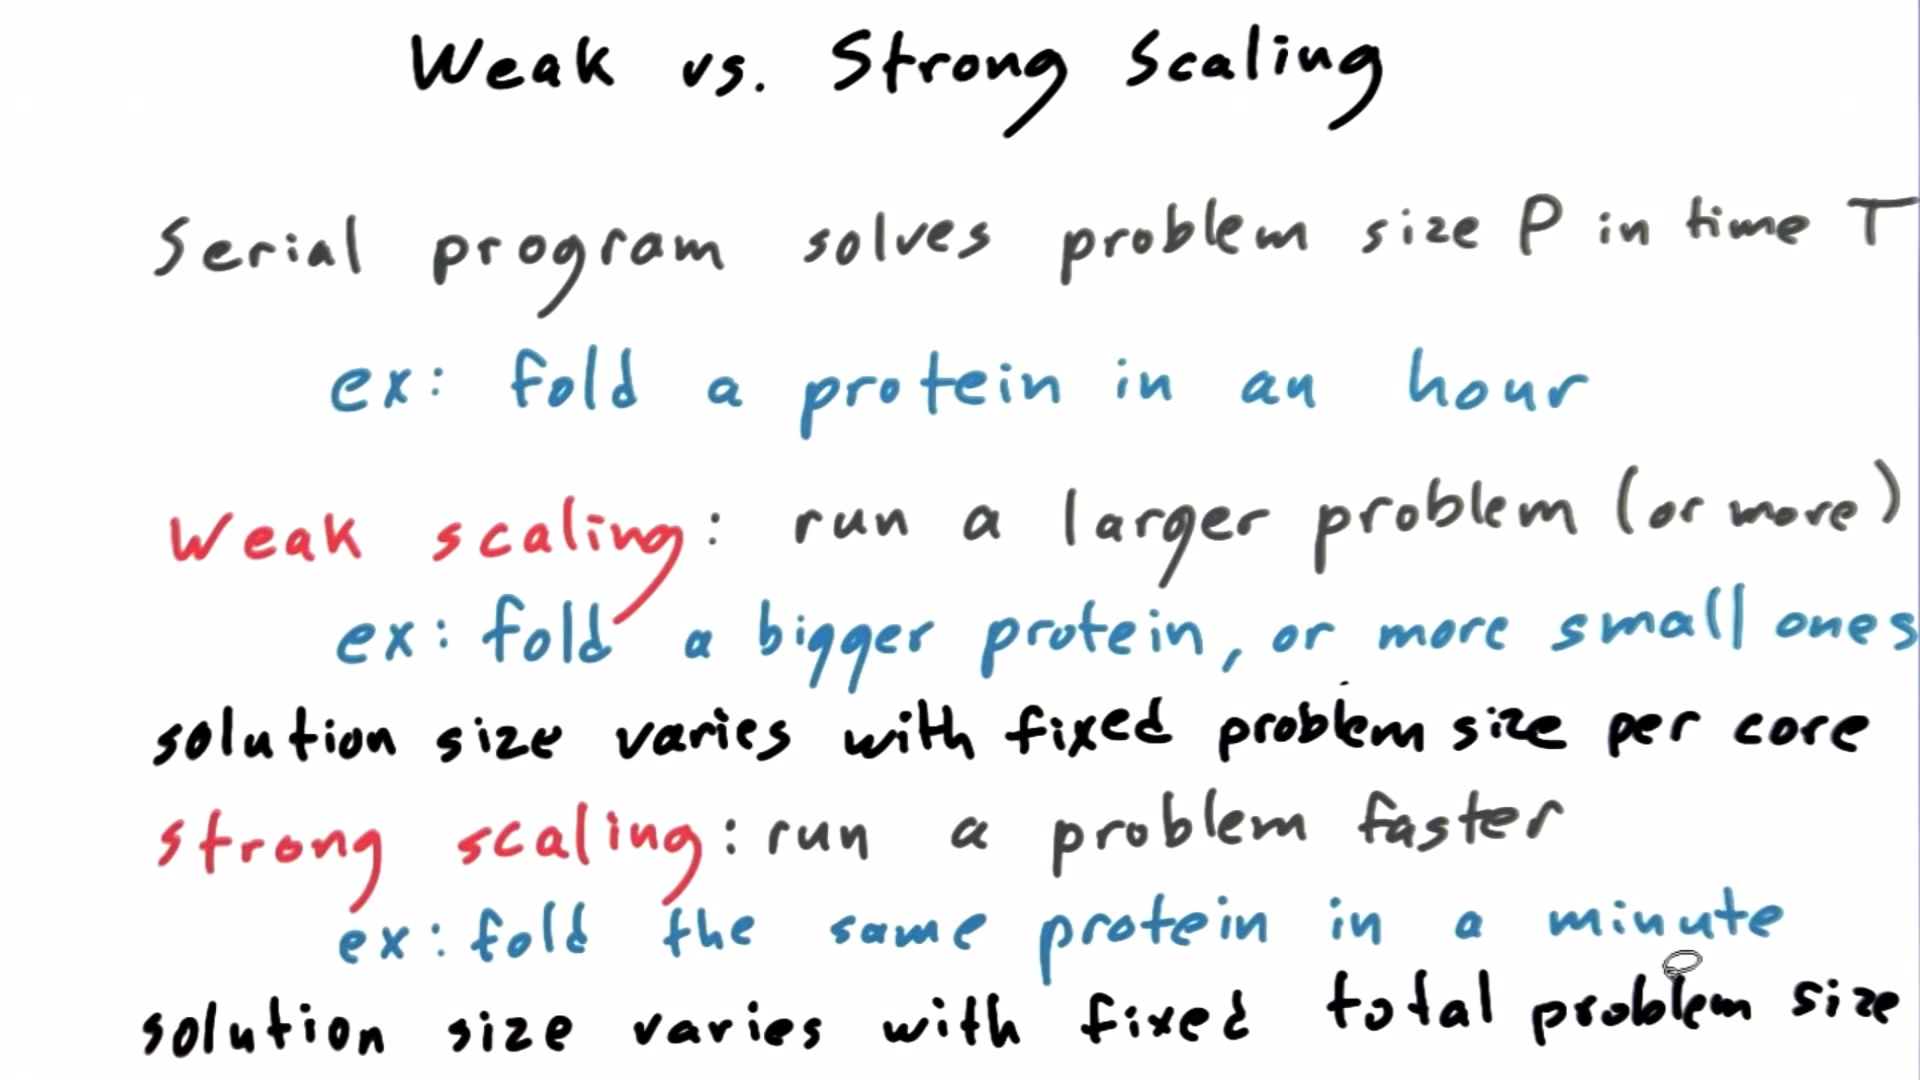 Weak vs. Strong Scaling
Serial program solves problem size P in time T
ex: fold a protein in an hour
Weak scaling: run a larger problem (or more)
ex: fold a bigger protein, or more small ones
solution size varies with fixed problem size per core
strong scaling: run a problem faster
ex: fold the same protein in a minute
solution size varies with fixed total problem size